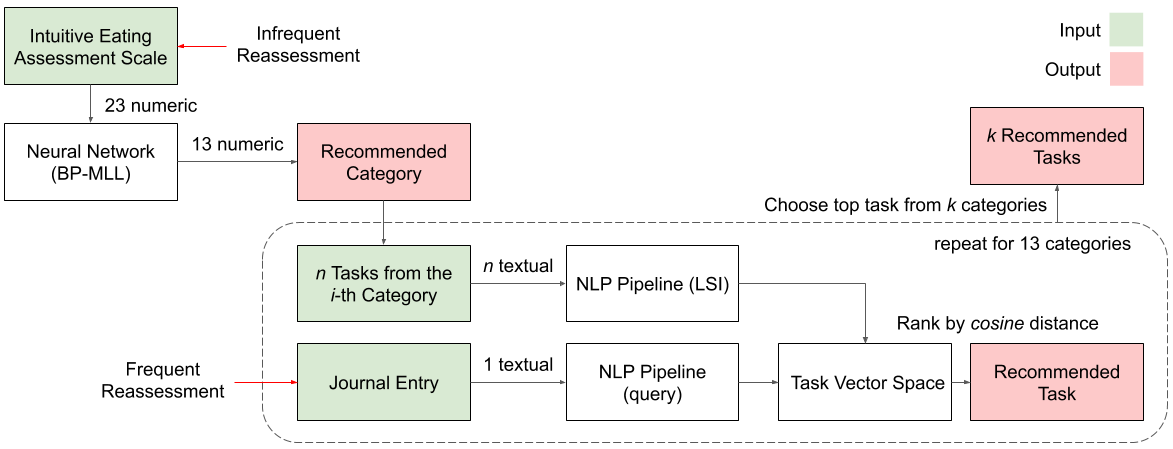 Intuitive Eating
Assessment Scale
Infrequent
Reassessment
Input
Output
23 numeric
Neural Network
(BP-MLL)
13 numeric
Recommended
Category
k Recommended
Tasks
Choose top task from k categories
repeat for 13 categories
n Tasks from the
i-th Category
n textual
NLP Pipeline (LSI)
Rank by cosine distance
Frequent
Reassessment
Journal Entry
1 textual
NLP Pipeline
(query)
Task Vector Space
Recommended
Task